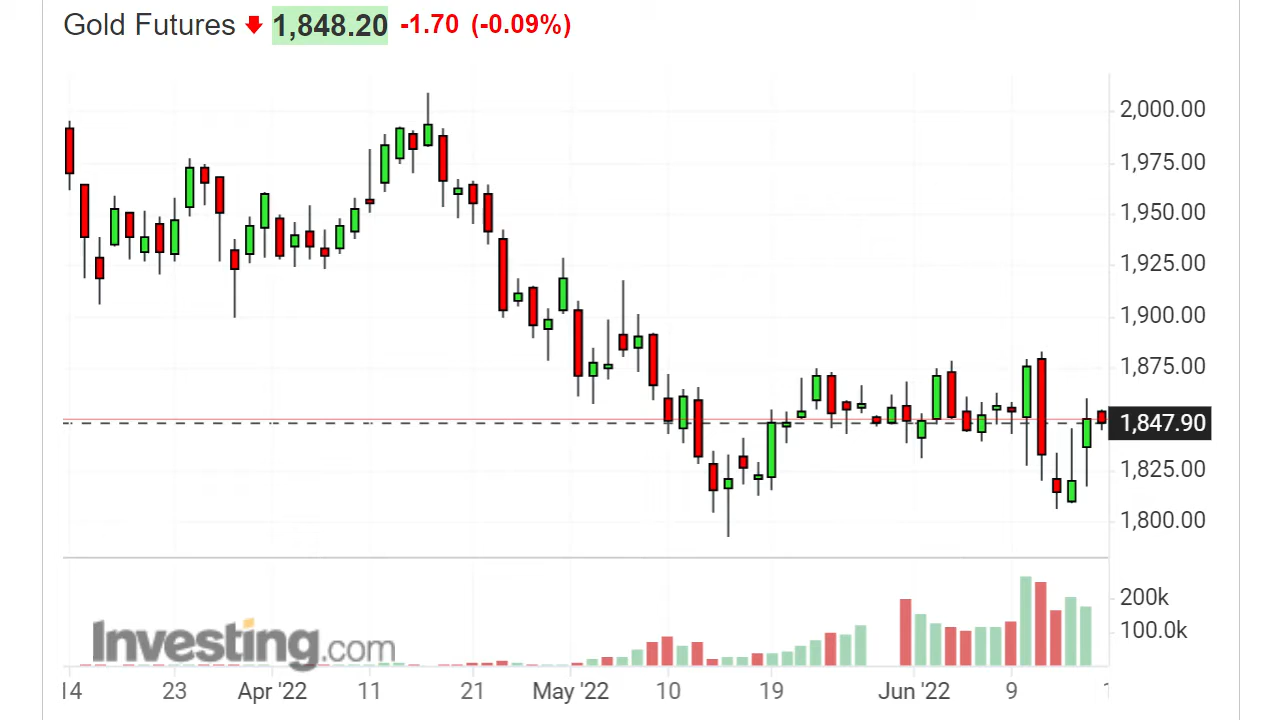 Gold Futures 1,848.20 -1.70 (-0.09%)
2,000.00
1,975.00
1,950.00
1,925.00
1,900.00
1,875.00
1,847.90
1,825.00
1,800.00
200k
100.0k
Investing.com
14 23 Apr '22 11 21 May '22 10 19 Jun '22 9